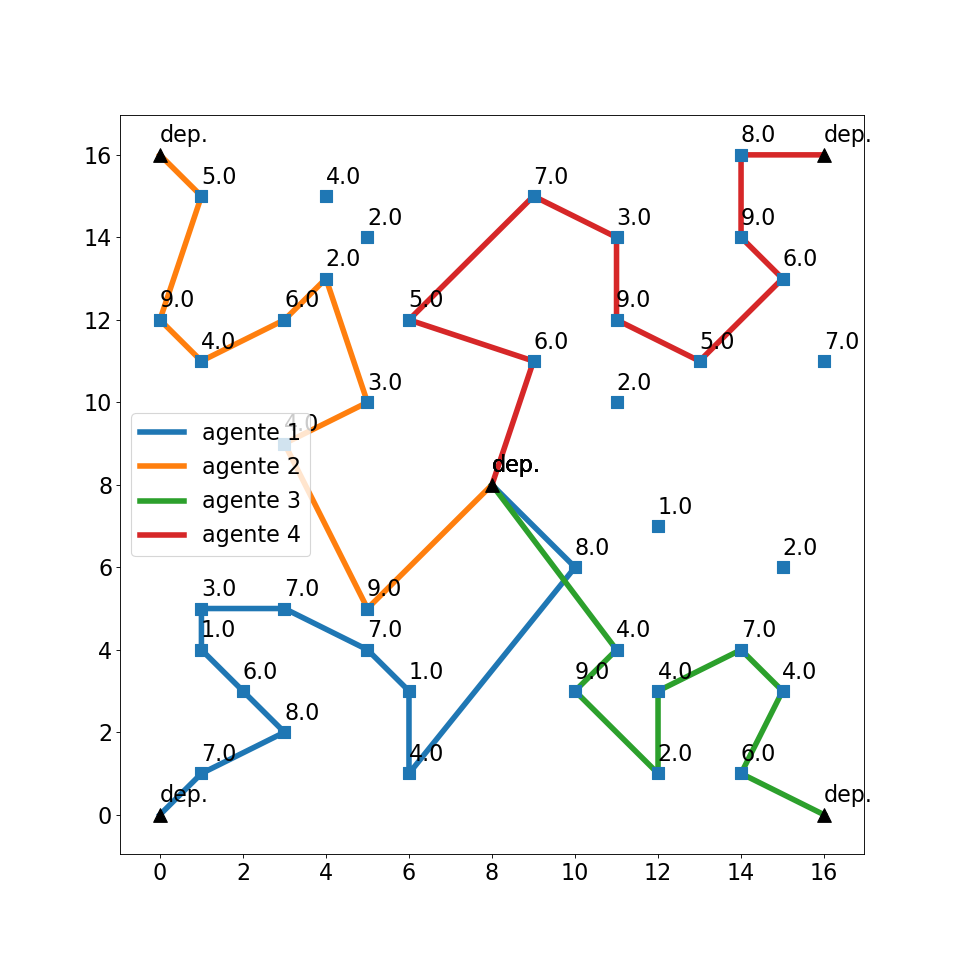 dep. 8.0 dep.
16
5.0 4.0 7.0
2.0 3.0 9.0
14
2.0 6.0
9.0 6.0 5.0 9.0
12
4.0 6.0 5.0 7.0
3.0 2.0
10
4.0
agente 1
agente 2
agente 3
agente 4
dep.
8
1.0
8.0 2.0
6
3.0 7.0 9.0
1.0 7.0 4.0 7.0
4
6.0 1.0 9.0 4.0 4.0
8.0
2
7.0 4.0 2.0 6.0
dep. dep.
0
0 2 4 6 8 10 12 14 16